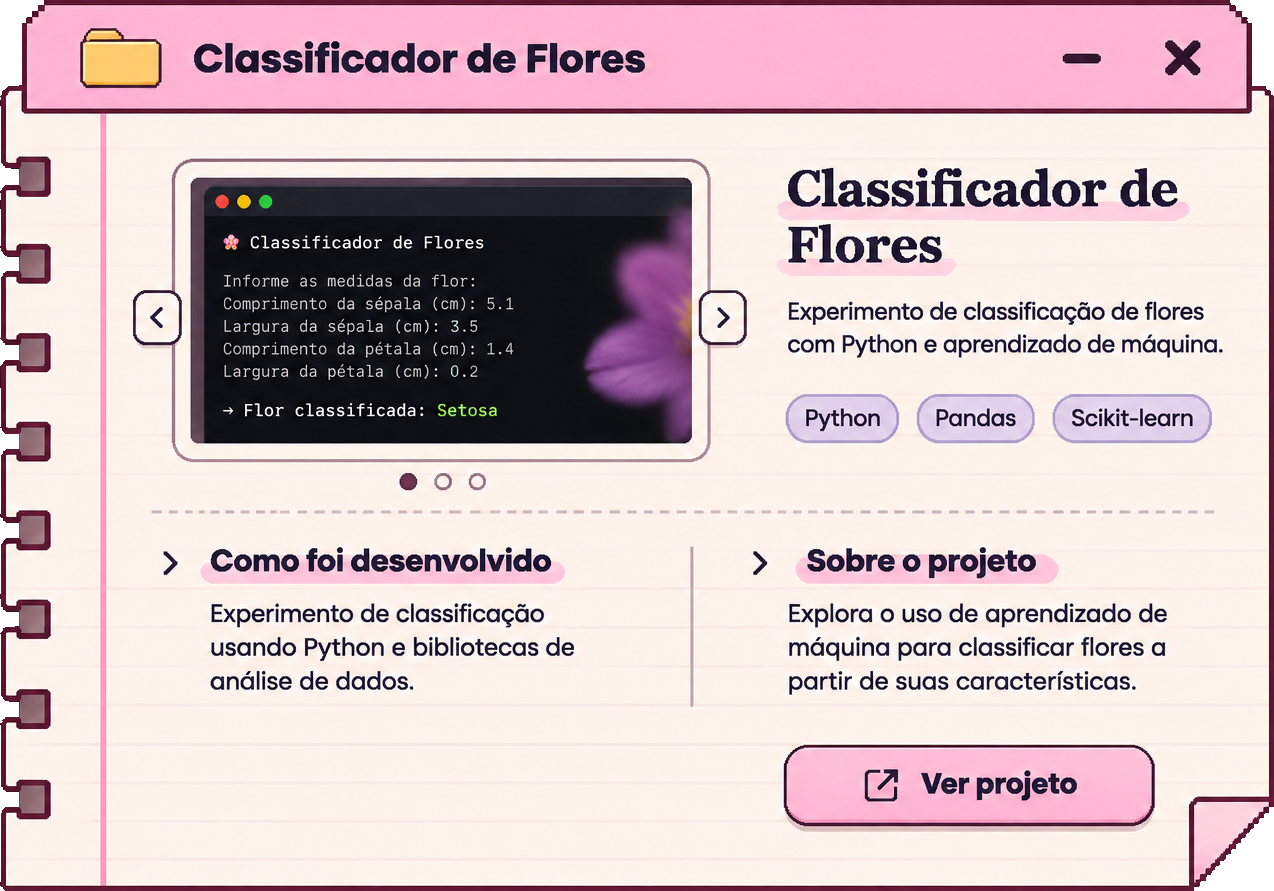 Classificador de Flores
Classificador de Flores
Informe as medidas da flor:
Comprimento da sépala (cm): 5.1
Largura da sépala (cm): 3.5
Comprimento da pétala (cm): 1.4
Largura da pétala (cm): 0.2
→ Flor classificada: Setosa
Classificador de
Flores
Experimento de classificação de flores
com Python e aprendizado de máquina.
Python
Pandas
Scikit-learn
Como foi desenvolvido
Experimento de classificação
usando Python e bibliotecas de
análise de dados.
Sobre o projeto
Explora o uso de aprendizado de
máquina para classificar flores a
partir de suas características.
Ver projeto